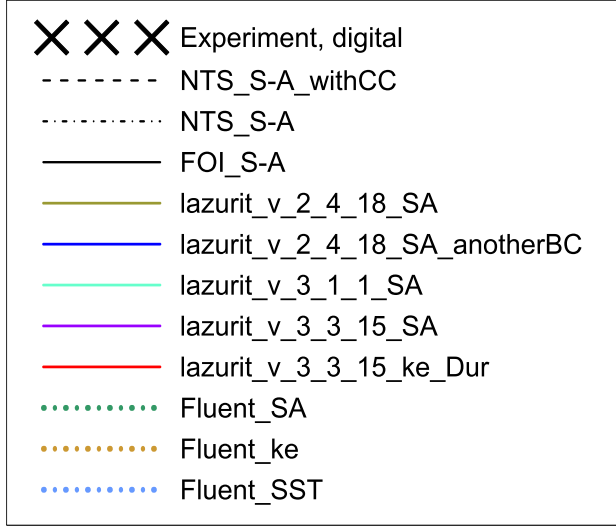 Experiment, digital
NTS_S-A_withCC
NTS_S-A
FOI_S-A
lazurit_v_2_4_18_SA
lazurit_v_2_4_18_SA_anotherBC
lazurit_v_3_1_1_SA
lazurit_v_3_3_15_SA
lazurit_v_3_3_15_ke_Dur
Fluent_SA
Fluent_ke
Fluent_SST